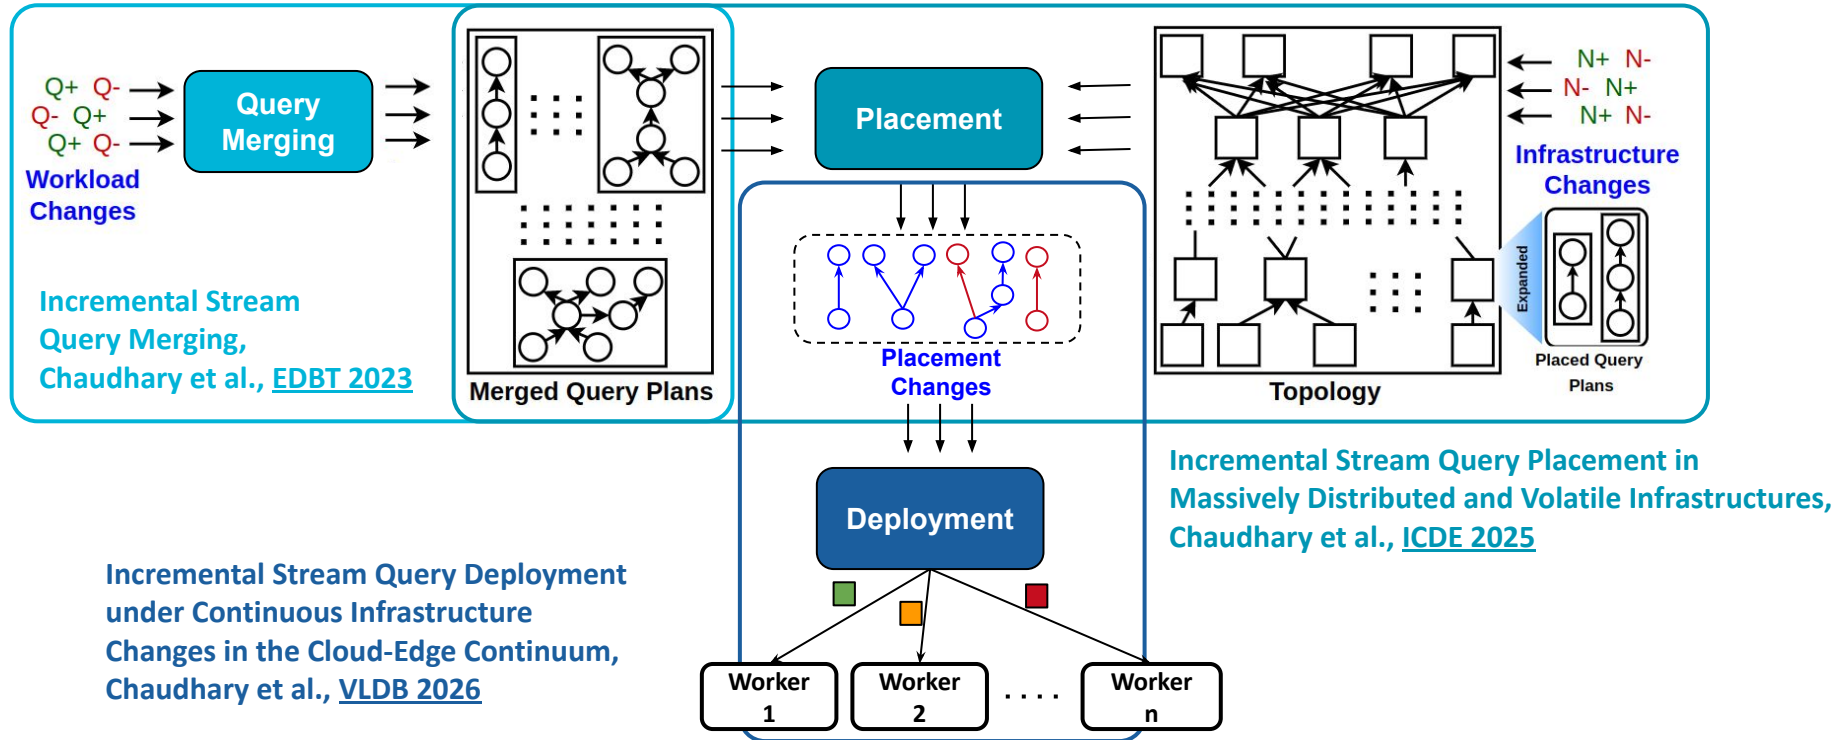 Q+ Q-
Q- Q+
Q+ Q-
Workload
Changes
Query
Merging
Merged Query Plans
Placement
Placement
Changes
Topology
N+ N-
N- N+
N+ N-
Infrastructure
Changes
Expanded
Placed Query
Plans
Incremental Stream
Query Merging,
Chaudhary et al., EDBT 2023
Incremental Stream Query Placement in
Massively Distributed and Volatile Infrastructures,
Chaudhary et al., ICDE 2025
Deployment
Incremental Stream Query Deployment
under Continuous Infrastructure
Changes in the Cloud-Edge Continuum,
Chaudhary et al., VLDB 2026
Worker
1
Worker
2
. . . .
Worker
n